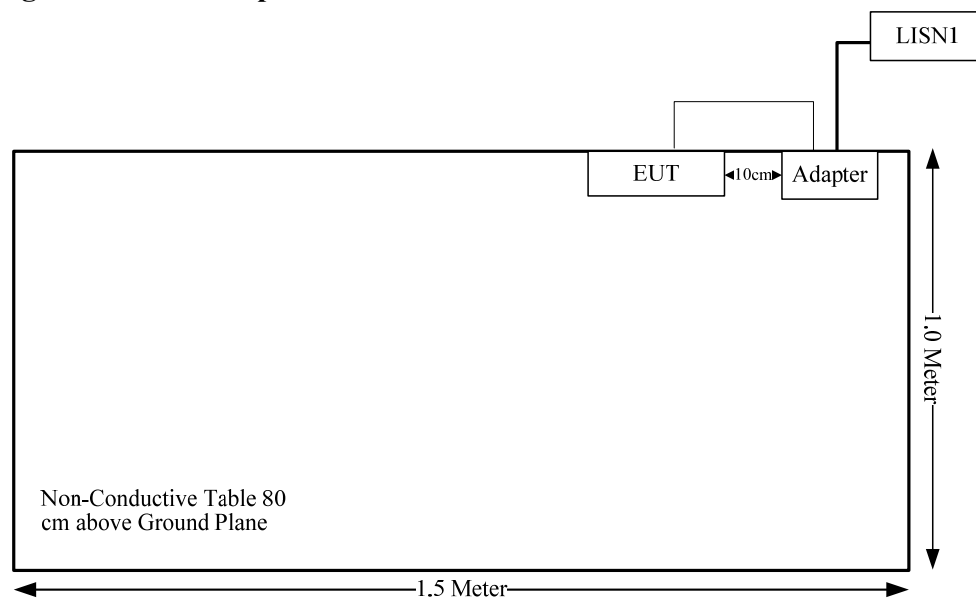 LISN1
EUT
10cm
Adapter
1.0 Meter
Non-Conductive Table 80
cm above Ground Plane
1.5 Meter